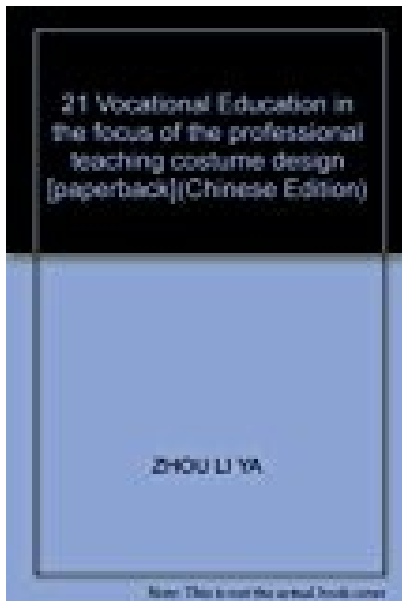 21 Vocational Education in
the focus of the professional
teaching costume design
[paperback](Chinese Edition)
ZHOU LI YA
Note: This is not the actual book cover